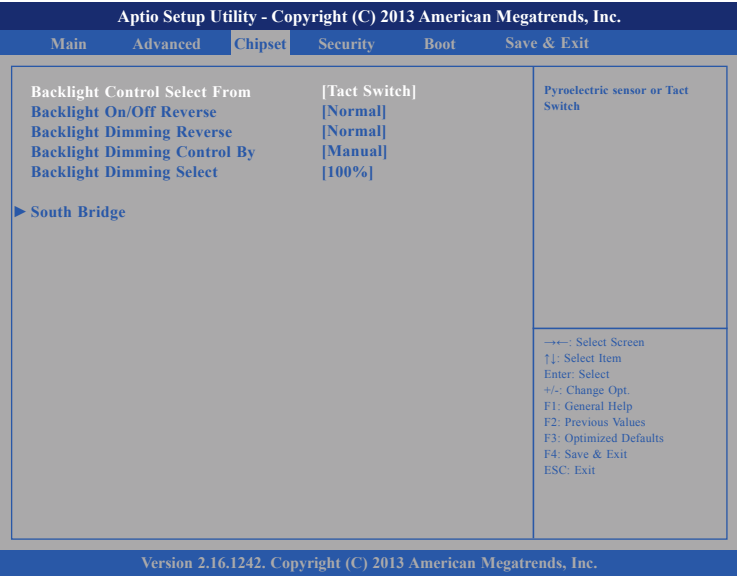 Aptio Setup Utility - Copyright (C) 2013 American Megatrends, Inc.
Main Advanced Chipset Security Boot Save & Exit
Backlight Control Select From [Tact Switch]
Backlight On/Off Reverse [Normal]
Backlight Dimming Reverse [Normal]
Backlight Dimming Control By [Manual]
Backlight Dimming Select [100%]
► South Bridge
Pyroelectric sensor or Tact
Switch
→←: Select Screen
↑↓: Select Item
Enter: Select
+/-: Change Opt.
F1: General Help
F2: Previous Values
F3: Optimized Defaults
F4: Save & Exit
ESC: Exit
Version 2.16.1242. Copyright (C) 2013 American Megatrends, Inc.